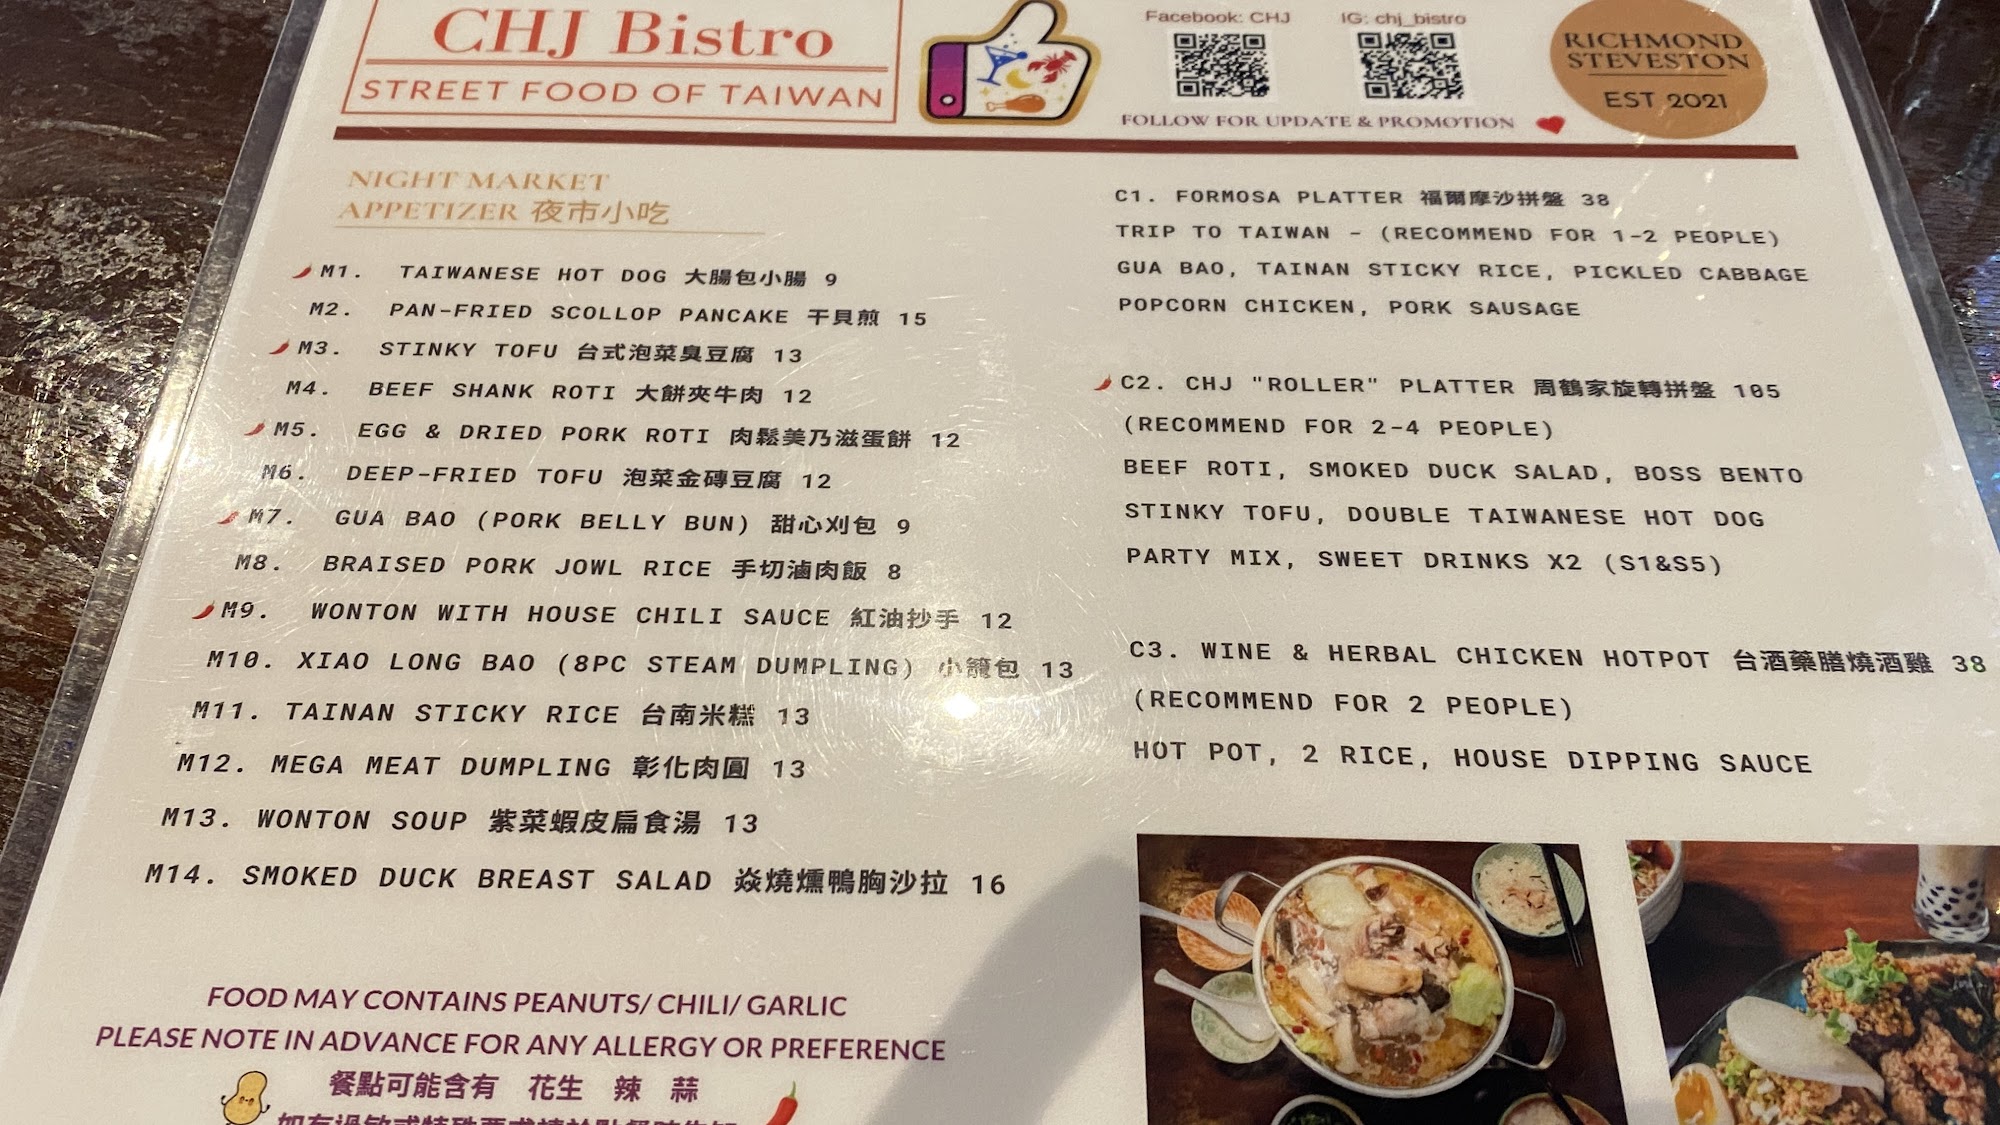 CHJ Bistro
STREET FOOD OF TAIWAN
Facebook: CHJ
IG: chj_bistro
FOLLOW FOR UPDATE & PROMOTION
RICHMOND
STEVESTON
EST 2021
NIGHT MARKET
APPETIZER 夜市小吃
M1. TAIWANESE HOT DOG 大腸包小腸 9
M2. PAN-FRIED SCOLLOP PANCAKE 干貝煎 15
M3. STINKY TOFU 台式泡菜臭豆腐 13
M4. BEEF SHANK ROTI 大餅夾牛肉 12
M5. EGG & DRIED PORK ROTI 肉鬆美乃滋蛋餅 12
M6. DEEP-FRIED TOFU 泡菜金磚豆腐 12
M7. GUA BAO (PORK BELLY BUN) 甜心刈包 9
M8. BRAISED PORK JOWL RICE 手切滷肉飯 8
M9. WONTON WITH HOUSE CHILI SAUCE 紅油抄手 12
M10. XIAO LONG BAO (8PC STEAM DUMPLING) 小籠包 13
M11. TAINAN STICKY RICE 台南米糕 13
M12. MEGA MEAT DUMPLING 彰化肉圓 13
M13. WONTON SOUP 紫菜蝦皮扁食湯 13
M14. SMOKED DUCK BREAST SALAD 焱燒燻鴨胸沙拉 16
FOOD MAY CONTAINS PEANUTS/ CHILI/ GARLIC
PLEASE NOTE IN ADVANCE FOR ANY ALLERGY OR PREFERENCE
餐點可能含有 花生 辣 蒜
C1. FORMOSA PLATTER 福爾摩沙拼盤 38
TRIP TO TAIWAN - (RECOMMEND FOR 1-2 PEOPLE)
GUA BAO, TAINAN STICKY RICE, PICKLED CABBAGE
POPCORN CHICKEN, PORK SAUSAGE
C2. CHJ "ROLLER" PLATTER 周鶴家旋轉拼盤 105
(RECOMMEND FOR 2-4 PEOPLE)
BEEF ROTI, SMOKED DUCK SALAD, BOSS BENTO
STINKY TOFU, DOUBLE TAIWANESE HOT DOG
PARTY MIX, SWEET DRINKS X2 (S1&S5)
C3. WINE & HERBAL CHICKEN HOTPOT 台酒藥膳燒酒雞 38
(RECOMMEND FOR 2 PEOPLE)
HOT POT, 2 RICE, HOUSE DIPPING SAUCE